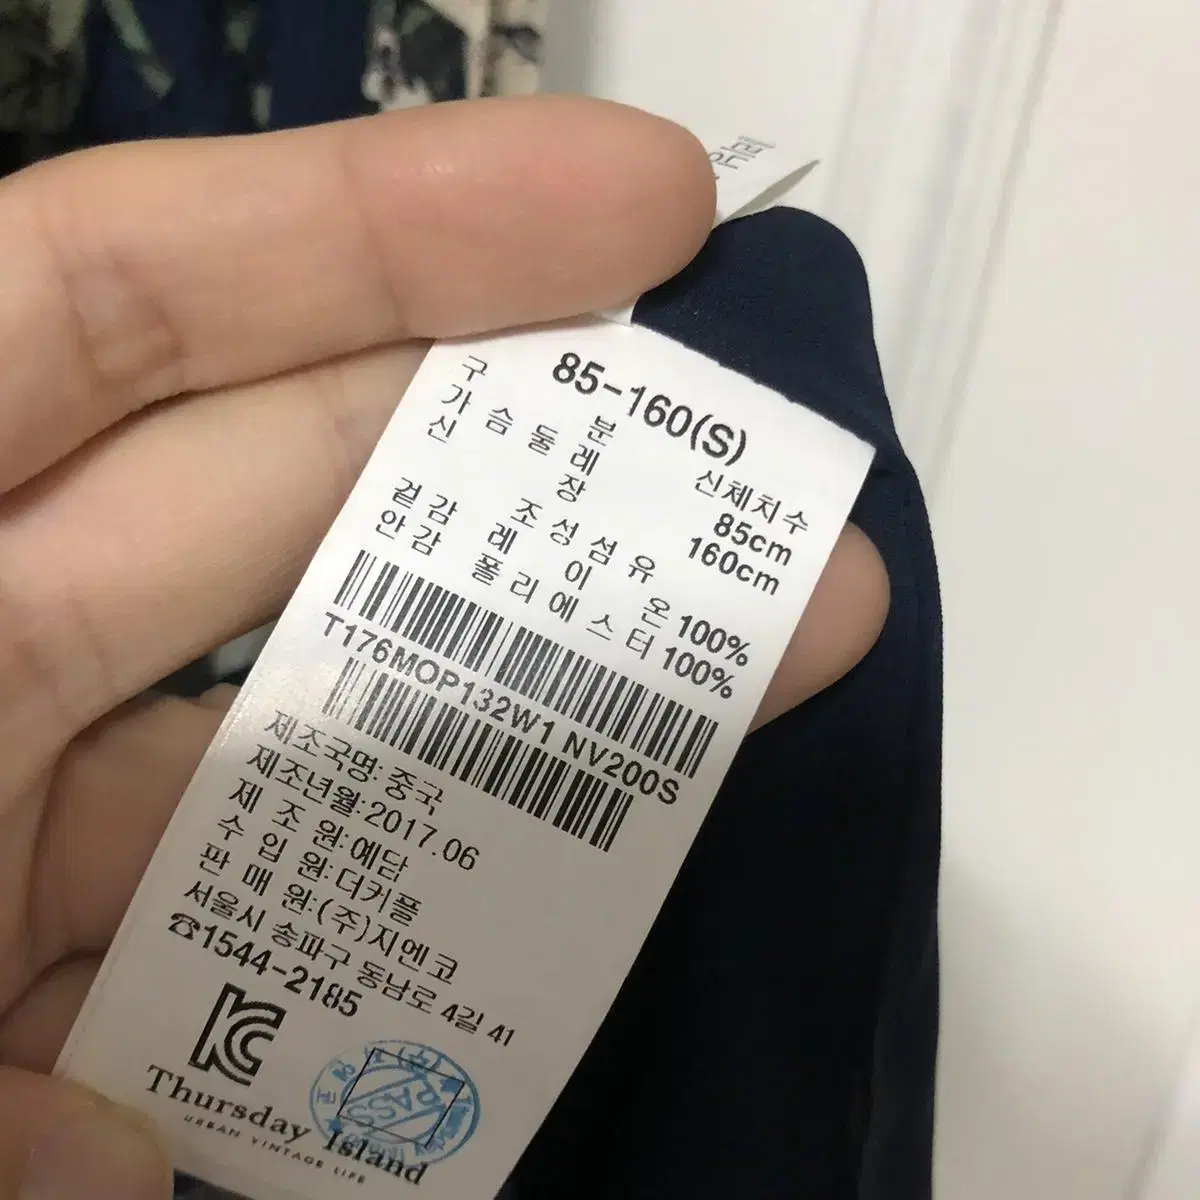 85-160(S)
구 분 신체치수
가 슴 둘 레 85cm
신 장 160cm
조 성 섬 유
겉감 레 이 온 100%
안감 폴리에스터 100%
T176MOP132W1 NV200S
제조국명: 중국
제조년월:2017.06
제 조 원:예담
수 입 원:더커플
판 매 원:(주)지엔코
서울시 송파구 동남로 4길 41
☎1544-2185
KC
PASS
Thursday Island
URBAN VINTAGE LIFE